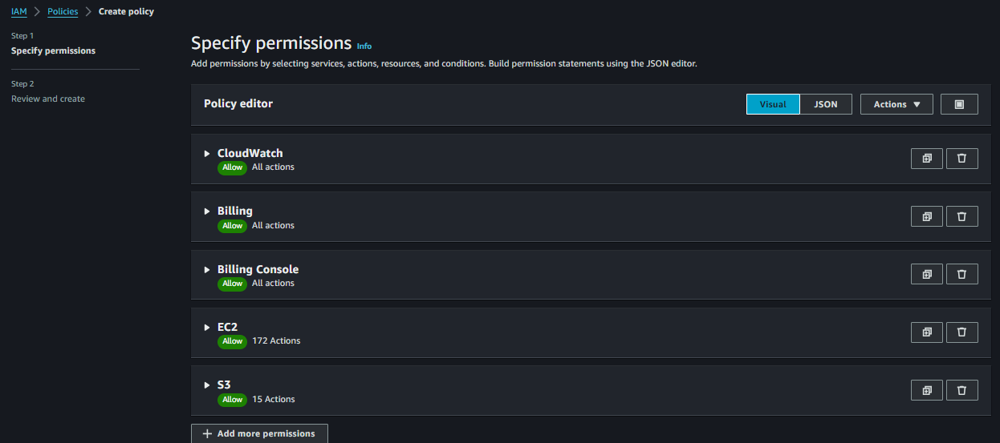 IAM > Policies > Create policy
Step 1
Specify permissions
Step 2
Review and create
Specify permissions Info
Add permissions by selecting services, actions, resources, and conditions. Build permission statements using the JSON editor.
Policy editor
Visual JSON Actions
CloudWatch
Allow All actions
Billing
Allow All actions
Billing Console
Allow All actions
EC2
Allow 172 Actions
S3
Allow 15 Actions
+ Add more permissions